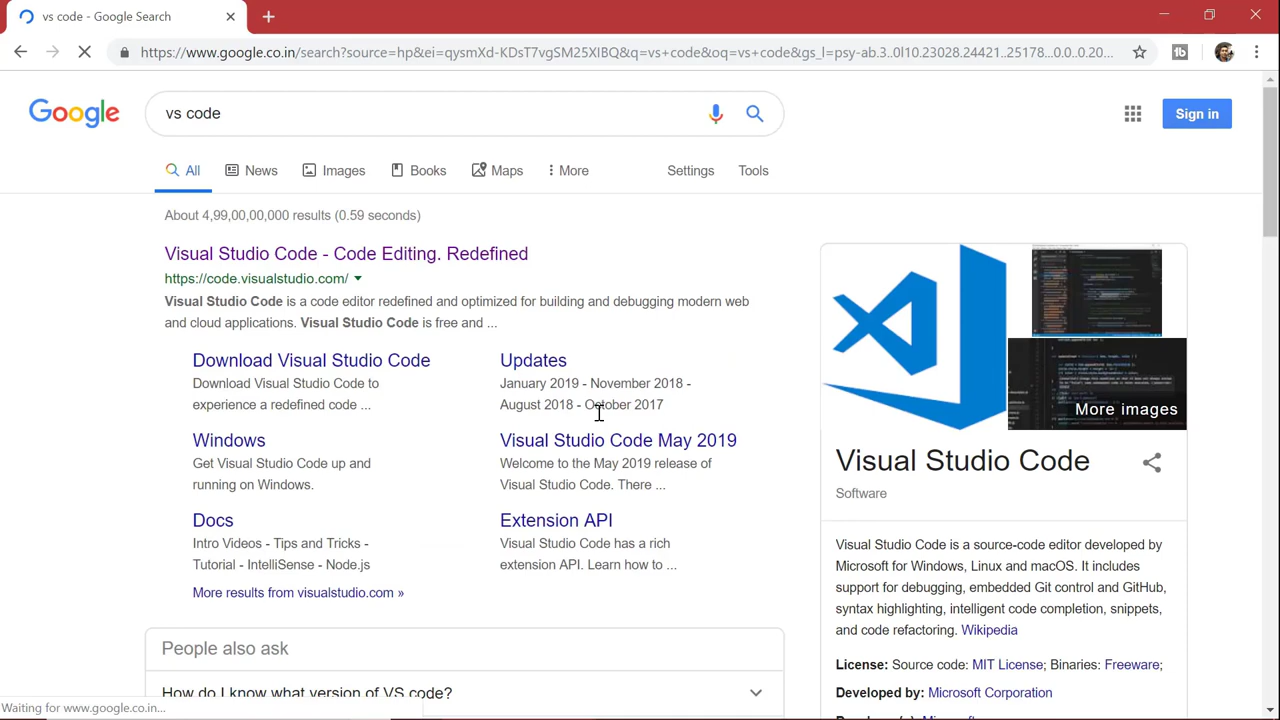 vs code - Google Search
https://www.google.co.in/search?source=hp&ei=qysmXd-KDsT7vgSM25XIBQ&q=vs+code&oq=vs+code&gs_l=psy-ab.3..0l10.23028.24421..25178...0.0..0.20...
Google
vs code
Sign in
All
News
Images
Books
Maps
More
Settings
Tools
About 4,99,00,00,000 results (0.59 seconds)
Visual Studio Code - Code Editing. Redefined
https://code.visualstudio.com/
Visual Studio Code is a code editor redefined and optimized for building and debugging modern web
and cloud applications. Visual Studio Code is free and ...
Download Visual Studio Code
Download Visual Studio Code to
experience a redefined code ...
Updates
January 2018 - November 2018 -
August 2018 - October 2017
Windows
Get Visual Studio Code up and
running on Windows.
Visual Studio Code May 2019
Welcome to the May 2019 release of
Visual Studio Code. There ...
Docs
Intro Videos - Tips and Tricks -
Tutorial - IntelliSense - Node.js
Extension API
Visual Studio Code has a rich
extension API. Learn how to ...
More results from visualstudio.com »
People also ask
How do I know what version of VS code?
More images
Visual Studio Code
Software
Visual Studio Code is a source-code editor developed by
Microsoft for Windows, Linux and macOS. It includes
support for debugging, embedded Git control and GitHub,
syntax highlighting, intelligent code completion, snippets,
and code refactoring. Wikipedia
License: Source code: MIT License; Binaries: Freeware;
Developed by: Microsoft Corporation
Waiting for www.google.co.in...